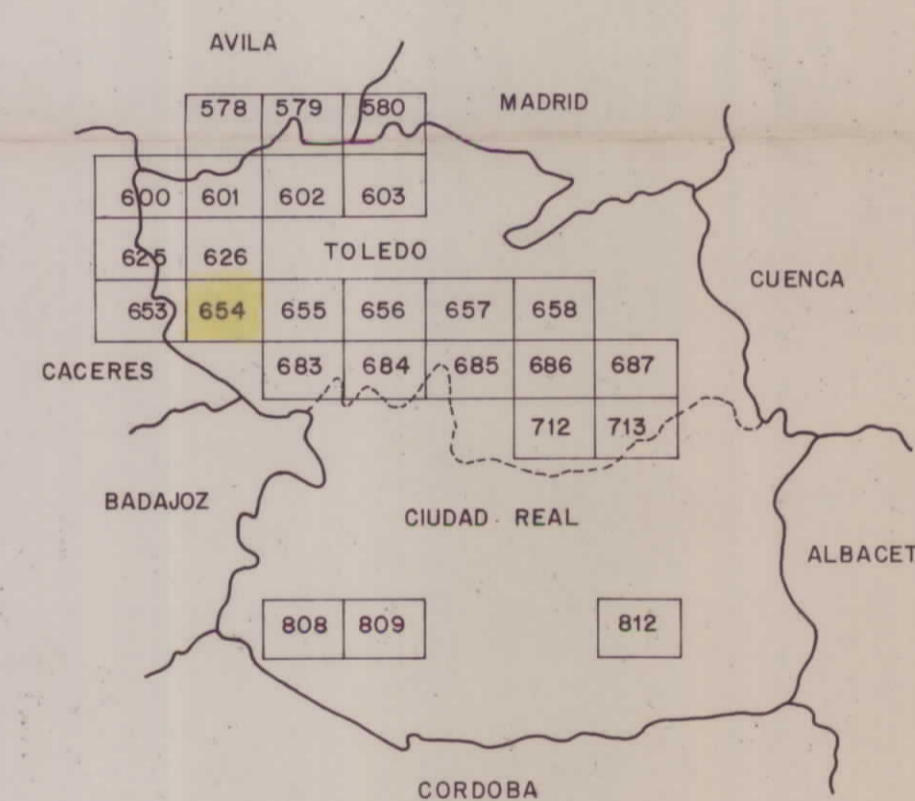 AVILA
578 579 580 MADRID
600 601 602 603
625 626 TOLEDO
CUENCA
653 654 655 656 657 658
CACERES 683 684 685 686 687
712 713
BADAJOZ
CIUDAD REAL
ALBACET
808 809 812
CORDOBA